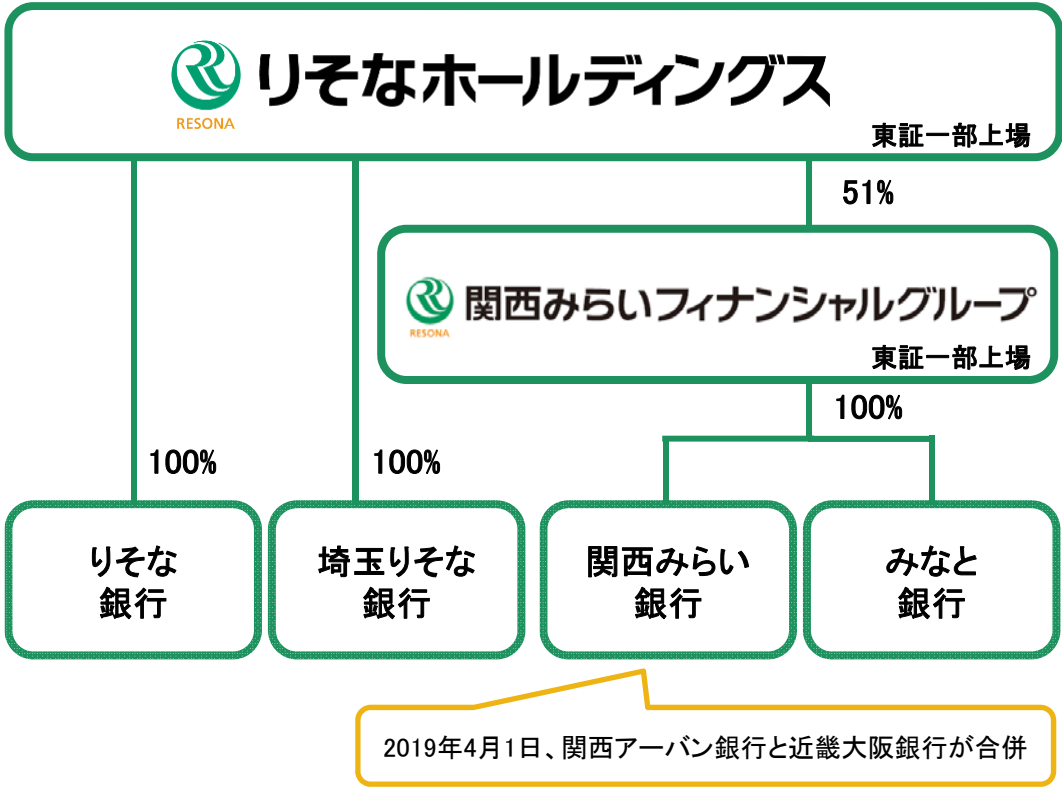 りそなホールディングス
RESONA
東証一部上場
51%
関西みらいフィナンシャルグループ
RESONA
東証一部上場
100%
100%
100%
りそな
銀行
埼玉りそな
銀行
関西みらい
銀行
みなと
銀行
2019年4月1日、関西アーバン銀行と近畿大阪銀行が合併